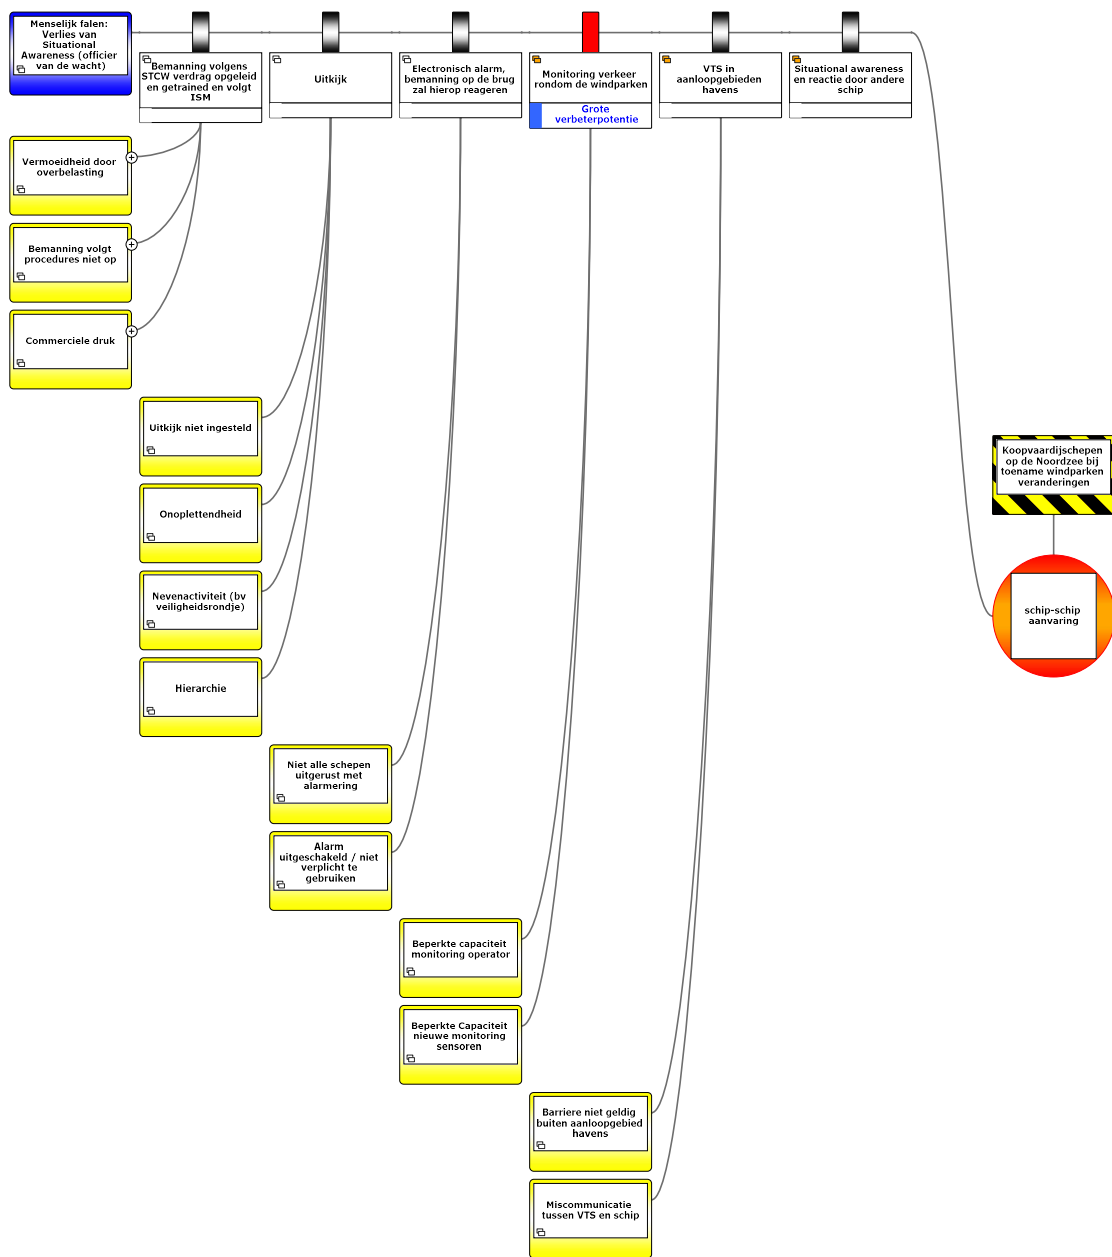 Menselijk falen:
Verlies van
Situational
Awareness (officier
van de wacht)
Bemanning volgens
STCW verdrag opgeleid
en getrained en volgt
ISM
Uitkijk
Electronisch alarm,
bemanning op de brug
zal hierop reageren
Monitoring verkeer
rondom de windparken
Grote
verbeterpotentie
VTS in
aanloopgebieden
havens
Situational awareness
en reactie door andere
schip
Vermoeidheid door
overbelasting
Bemanning volgt
procedures niet op
Commerciele druk
Uitkijk niet ingesteld
Onoplettendheid
Nevenactiviteit (bv
veiligheidsrondje)
Hierarchie
Niet alle schepen
uitgerust met
alarmering
Alarm
uitgeschakeld / niet
verplicht te
gebruiken
Beperkte capaciteit
monitoring operator
Beperkte Capaciteit
nieuwe monitoring
sensoren
Barriere niet geldig
buiten aanloopgebied
havens
Miscommunicatie
tussen VTS en schip
Koopvaardijschepen
op de Noordzee bij
toename windparken
veranderingen
schip-schip
aanvaring